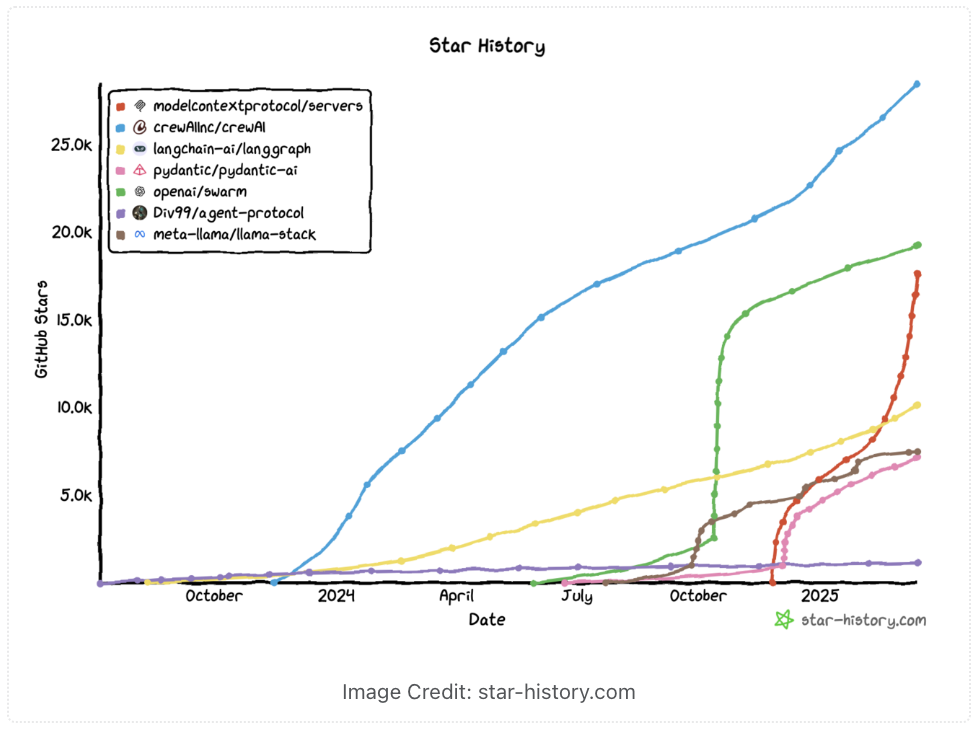 Star History
modelcontextprotocol/servers
crewAIInc/crewAI
langchain-ai/langgraph
pydantic/pydantic-ai
openai/swarm
Div99/agent-protocol
meta-llama/llama-stack
GitHub Stars
25.0k
20.0k
15.0k
10.0k
5.0k
October 2024 April July October 2025
Date
star-history.com
Image Credit: star-history.com